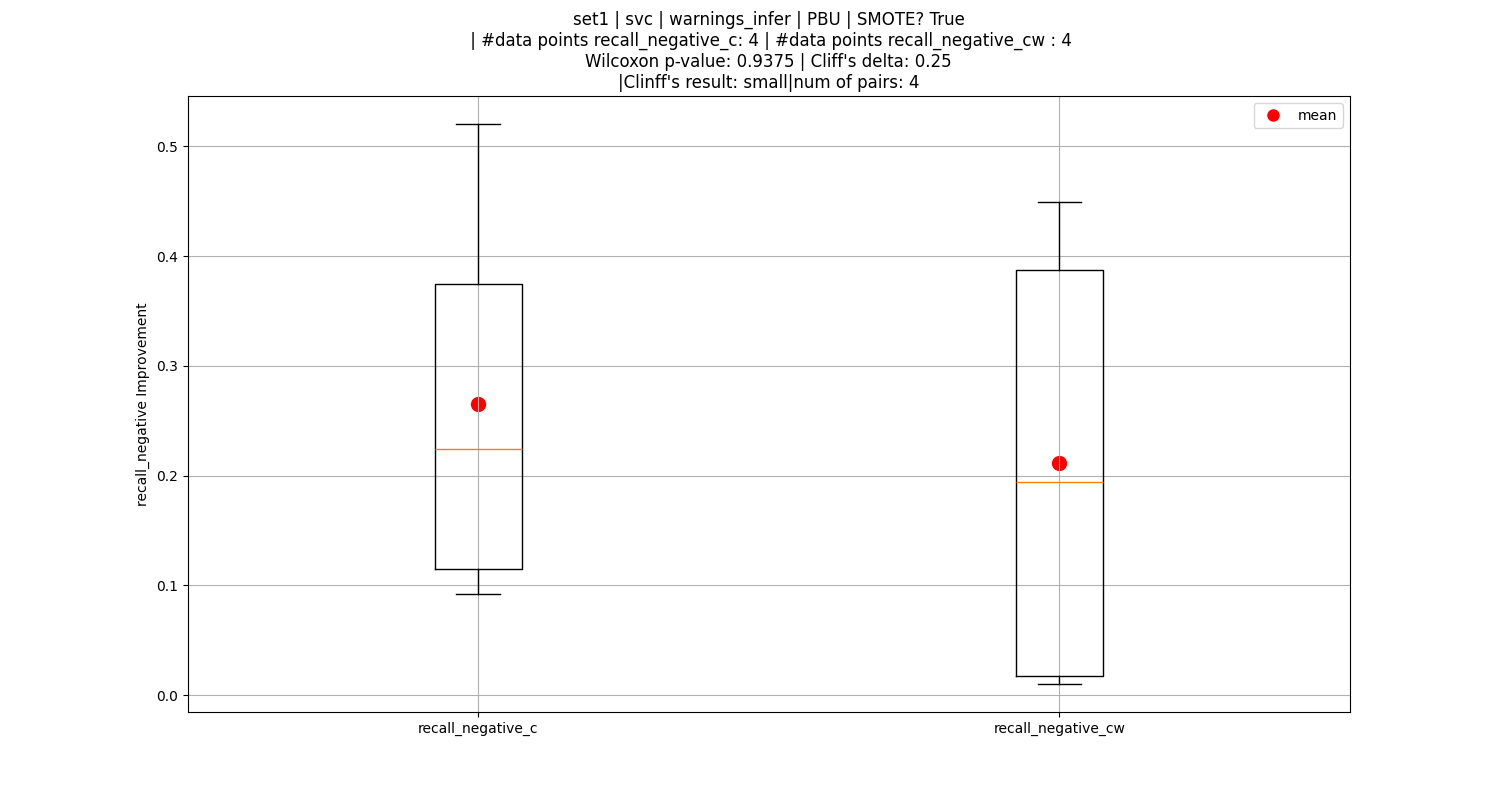 set1 | svc | warnings_infer | PBU | SMOTE? True
| #data points recall_negative_c: 4 | #data points recall_negative_cw : 4
Wilcoxon p-value: 0.9375 | Cliff's delta: 0.25
|Clinff's result: small|num of pairs: 4
mean
recall_negative Improvement
0.5
0.4
0.3
0.2
0.1
0.0
recall_negative_c
recall_negative_cw